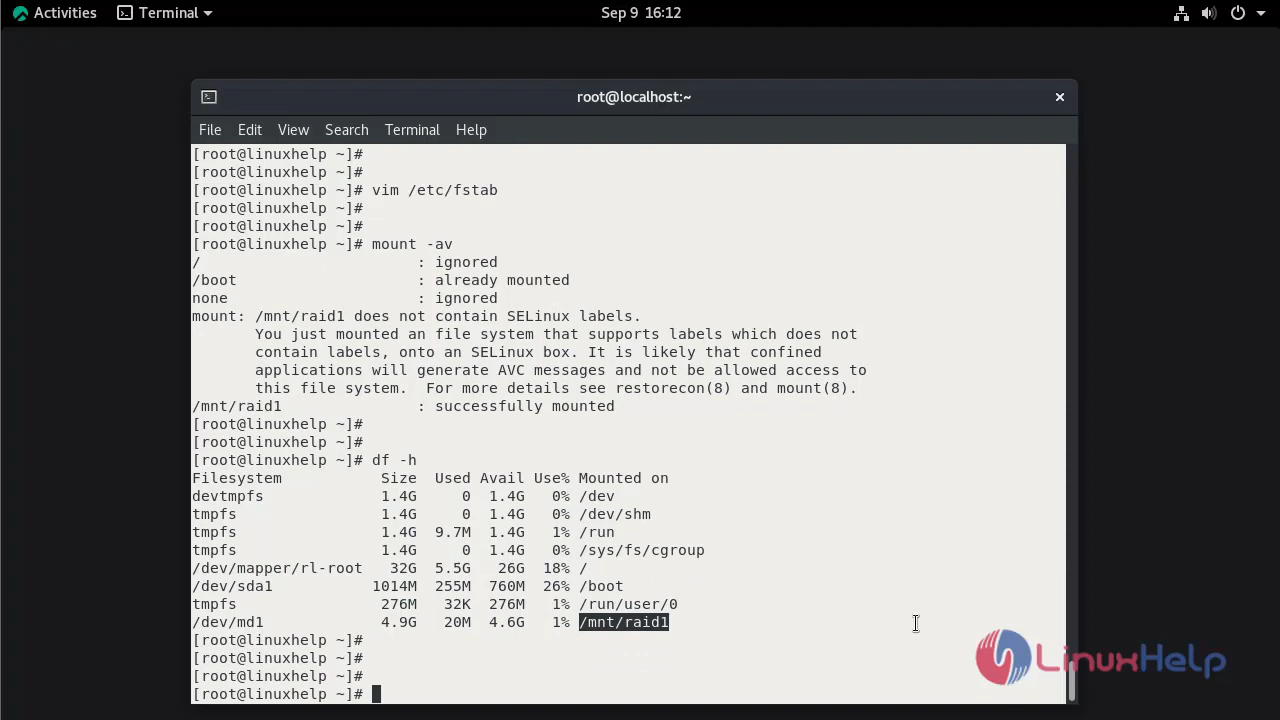 Activities Terminal Sep 9 16:12
root@localhost:~
File Edit View Search Terminal Help
[root@linuxhelp ~]#
[root@linuxhelp ~]#
[root@linuxhelp ~]# vim /etc/fstab
[root@linuxhelp ~]#
[root@linuxhelp ~]#
[root@linuxhelp ~]# mount -av
/                        : ignored
/boot                    : already mounted
none                     : ignored
mount: /mnt/raid1 does not contain SELinux labels.
       You just mounted an file system that supports labels which does not
       contain labels, onto an SELinux box. It is likely that confined
       applications will generate AVC messages and not be allowed access to
       this file system.  For more details see restorecon(8) and mount(8).
/mnt/raid1               : successfully mounted
[root@linuxhelp ~]#
[root@linuxhelp ~]#
[root@linuxhelp ~]# df -h
Filesystem           Size  Used Avail Use% Mounted on
devtmpfs             1.4G     0  1.4G   0% /dev
tmpfs                1.4G     0  1.4G   0% /dev/shm
tmpfs                1.4G  9.7M  1.4G   1% /run
tmpfs                1.4G     0  1.4G   0% /sys/fs/cgroup
/dev/mapper/rl-root   32G  5.5G   26G  18% /
/dev/sda1           1014M  255M  760M  26% /boot
tmpfs                276M   32K  276M   1% /run/user/0
/dev/md1             4.9G   20M  4.6G   1% /mnt/raid1
[root@linuxhelp ~]#
[root@linuxhelp ~]#
[root@linuxhelp ~]#
[root@linuxhelp ~]#
LinuxHelp